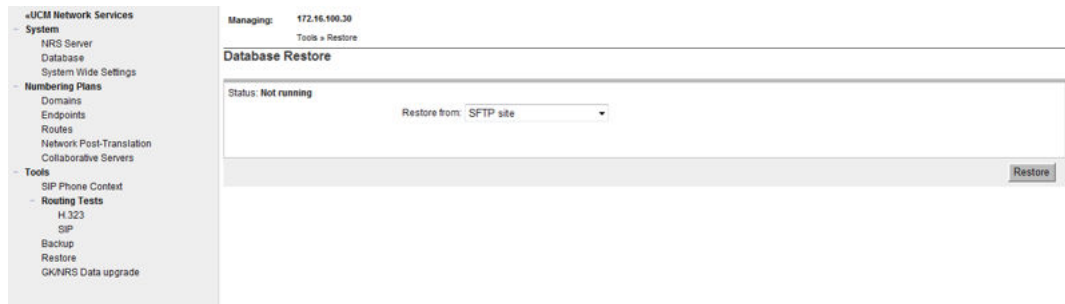 «UCM Network Services
− System
NRS Server
Database
System Wide Settings
− Numbering Plans
Domains
Endpoints
Routes
Network Post-Translation
Collaborative Servers
− Tools
SIP Phone Context
− Routing Tests
H.323
SIP
Backup
Restore
GK/NRS Data upgrade
Managing: 172.16.100.30
Tools » Restore
Database Restore
Status: Not running
Restore from: SFTP site
Restore